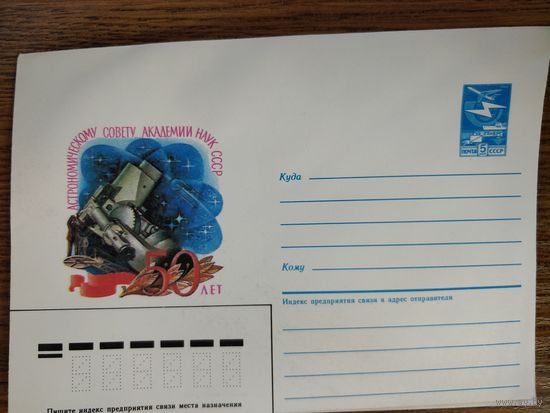 АСТРОНОМИЧЕСКОМУ СОВЕТУ АКАДЕМИИ НАУК СССР
50
ЛЕТ
ПОЧТА 5 СССР
Куда
Кому
Индекс предприятия связи и адрес отправителя
Пишите индекс предприятия связи места назначения